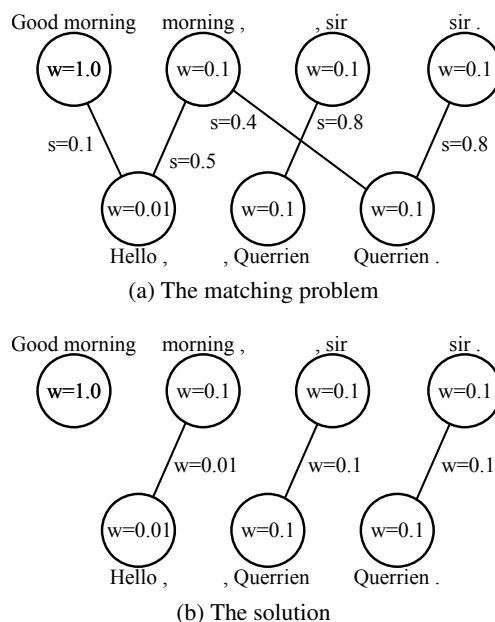 Good morning morning , , sir sir .
w=1.0 w=0.1 w=0.1 w=0.1
s=0.1 s=0.5 s=0.4 s=0.8 s=0.8
w=0.01 w=0.1 w=0.1
Hello , , Querrien Querrien .
(a) The matching problem
Good morning morning , , sir sir .
w=1.0 w=0.1 w=0.1 w=0.1
w=0.01 w=0.1 w=0.1
w=0.01 w=0.1 w=0.1
Hello , , Querrien Querrien .
(b) The solution